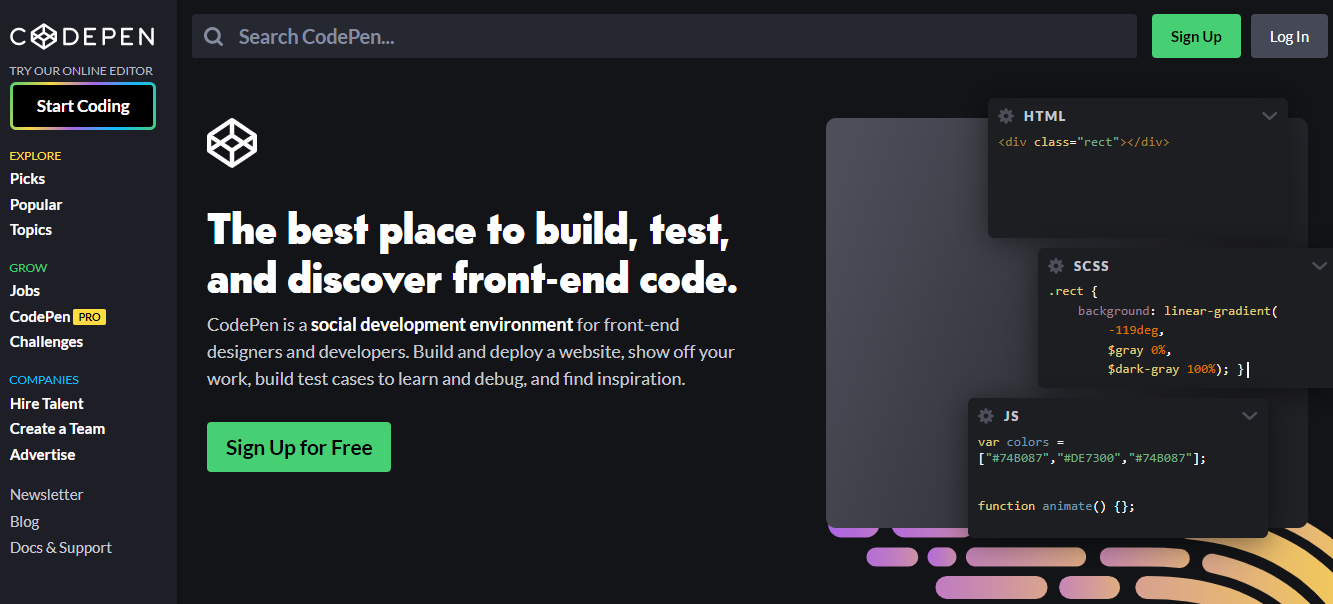 CODEPEN
TRY OUR ONLINE EDITOR
Start Coding
EXPLORE
Picks
Popular
Topics
GROW
Jobs
CodePen PRO
Challenges
COMPANIES
Hire Talent
Create a Team
Advertise
Newsletter
Blog
Docs & Support
Search CodePen...
Sign Up
Log In
The best place to build, test,
and discover front-end code.
CodePen is a social development environment for front-end
designers and developers. Build and deploy a website, show off your
work, build test cases to learn and debug, and find inspiration.
Sign Up for Free
HTML
<div class="rect"></div>
SCSS
.rect {
background: linear-gradient(
-119deg,
$gray 0%,
$dark-gray 100%); }
JS
var colors =
["#74B087","#DE7300","#74B087"];
function animate() {};